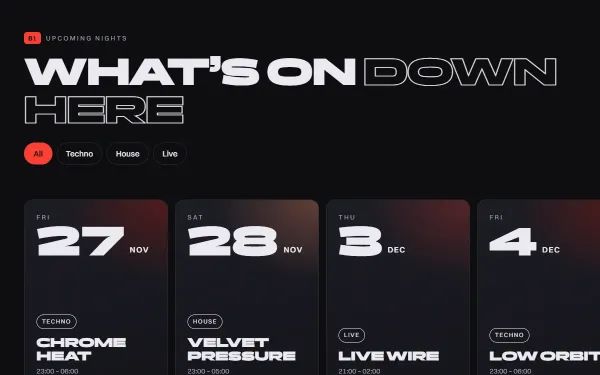 B1 UPCOMING NIGHTS
WHAT'S ON DOWN
HERE
All Techno House Live
FRI
27 NOV
TECHNO
CHROME
HEAT
23:00 – 06:00
SAT
28 NOV
HOUSE
VELVET
PRESSURE
23:00 – 05:00
THU
3 DEC
LIVE
LIVE WIRE
21:00 – 02:00
FRI
4 DEC
TECHNO
LOW ORBIT
23:00 – 06:00